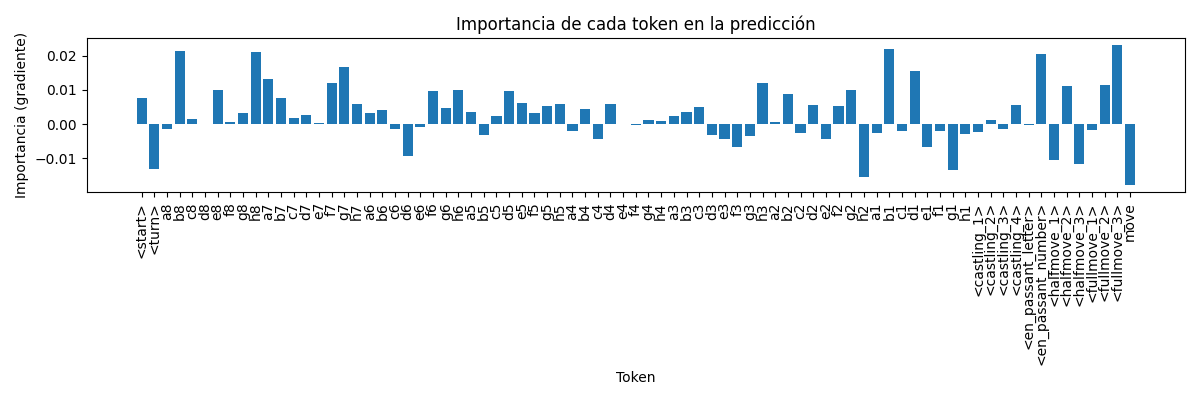 Importancia de cada token en la predicción
Importancia (gradiente)
0.02
0.01
0.00
−0.01
<start>
<turn>
a8
b8
c8
d8
e8
f8
g8
h8
a7
b7
c7
d7
e7
f7
g7
h7
a6
b6
c6
d6
e6
f6
g6
h6
a5
b5
c5
d5
e5
f5
g5
h5
a4
b4
c4
d4
e4
f4
g4
h4
a3
b3
c3
d3
e3
f3
g3
h3
a2
b2
c2
d2
e2
f2
g2
h2
a1
b1
c1
d1
e1
f1
g1
h1
<castling_1>
<castling_2>
<castling_3>
<castling_4>
<en_passant_letter>
<en_passant_number>
<halfmove_1>
<halfmove_2>
<halfmove_3>
<fullmove_1>
<fullmove_2>
<fullmove_3>
move
Token